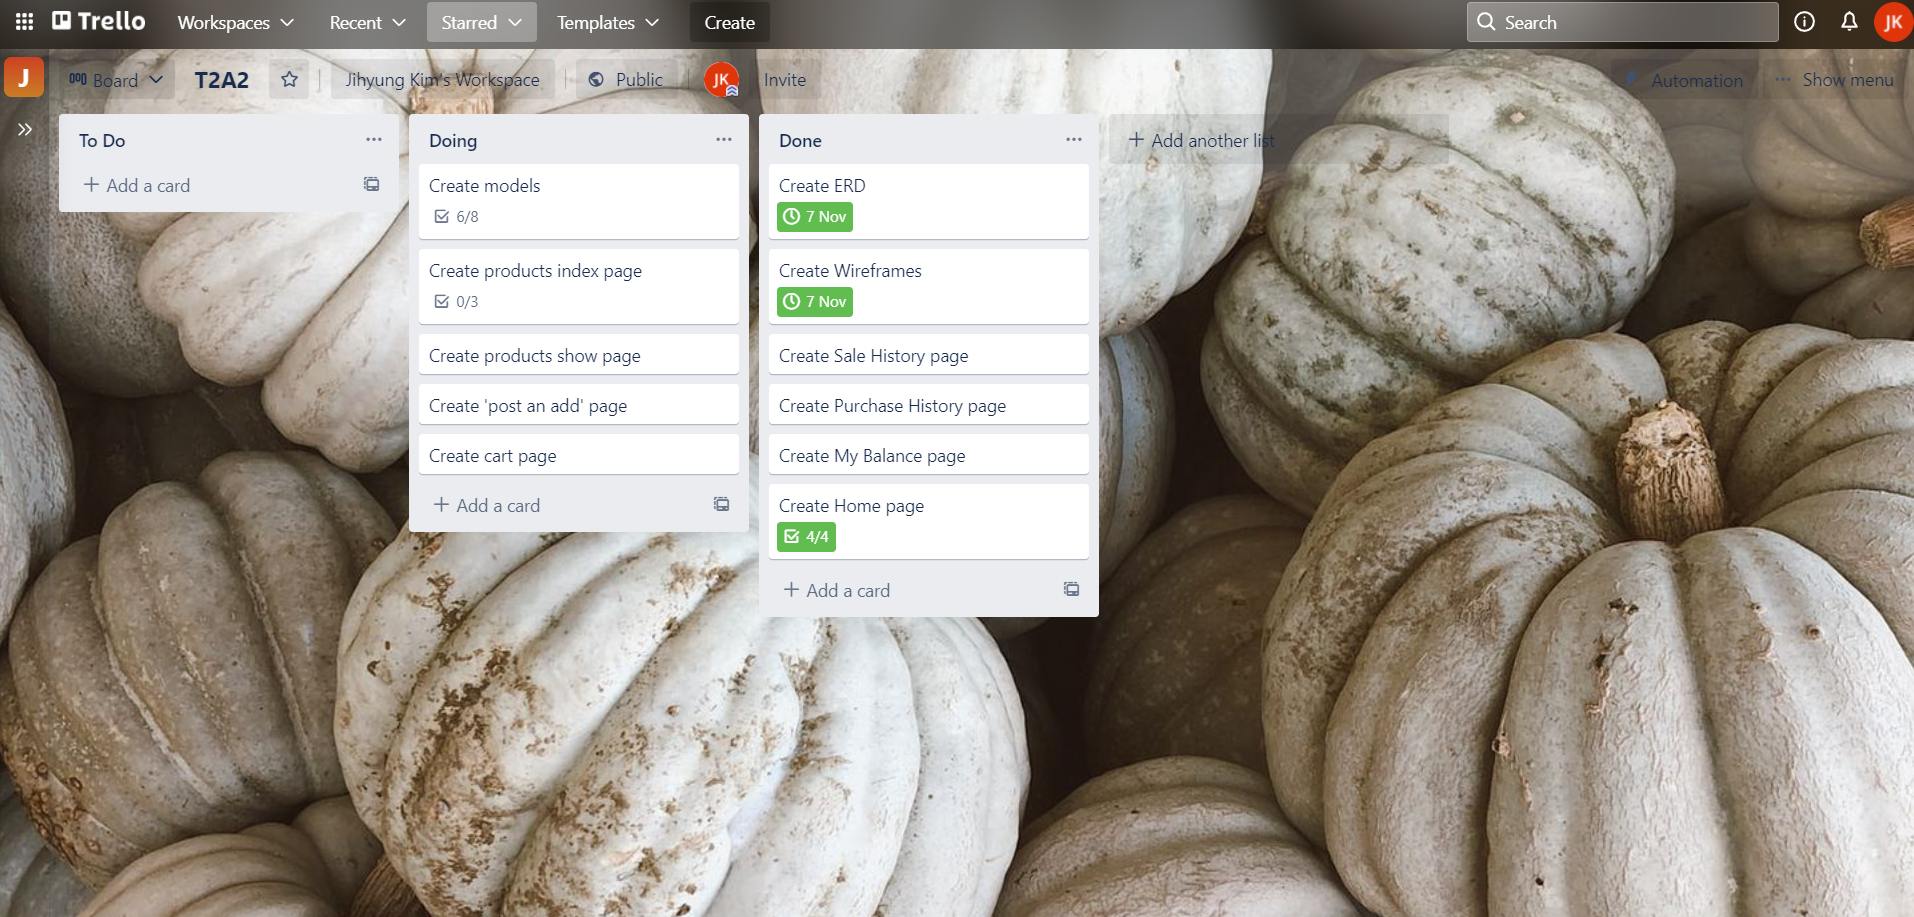 Trello Workspaces Recent Starred Templates Create Search JK
J Board T2A2 Jihyung Kim's Workspace Public JK Invite Automation Show menu
To Do
Add a card
Doing
Create models
6/8
Create products index page
0/3
Create products show page
Create 'post an add' page
Create cart page
Add a card
Done
Create ERD
7 Nov
Create Wireframes
7 Nov
Create Sale History page
Create Purchase History page
Create My Balance page
Create Home page
4/4
Add a card
Add another list